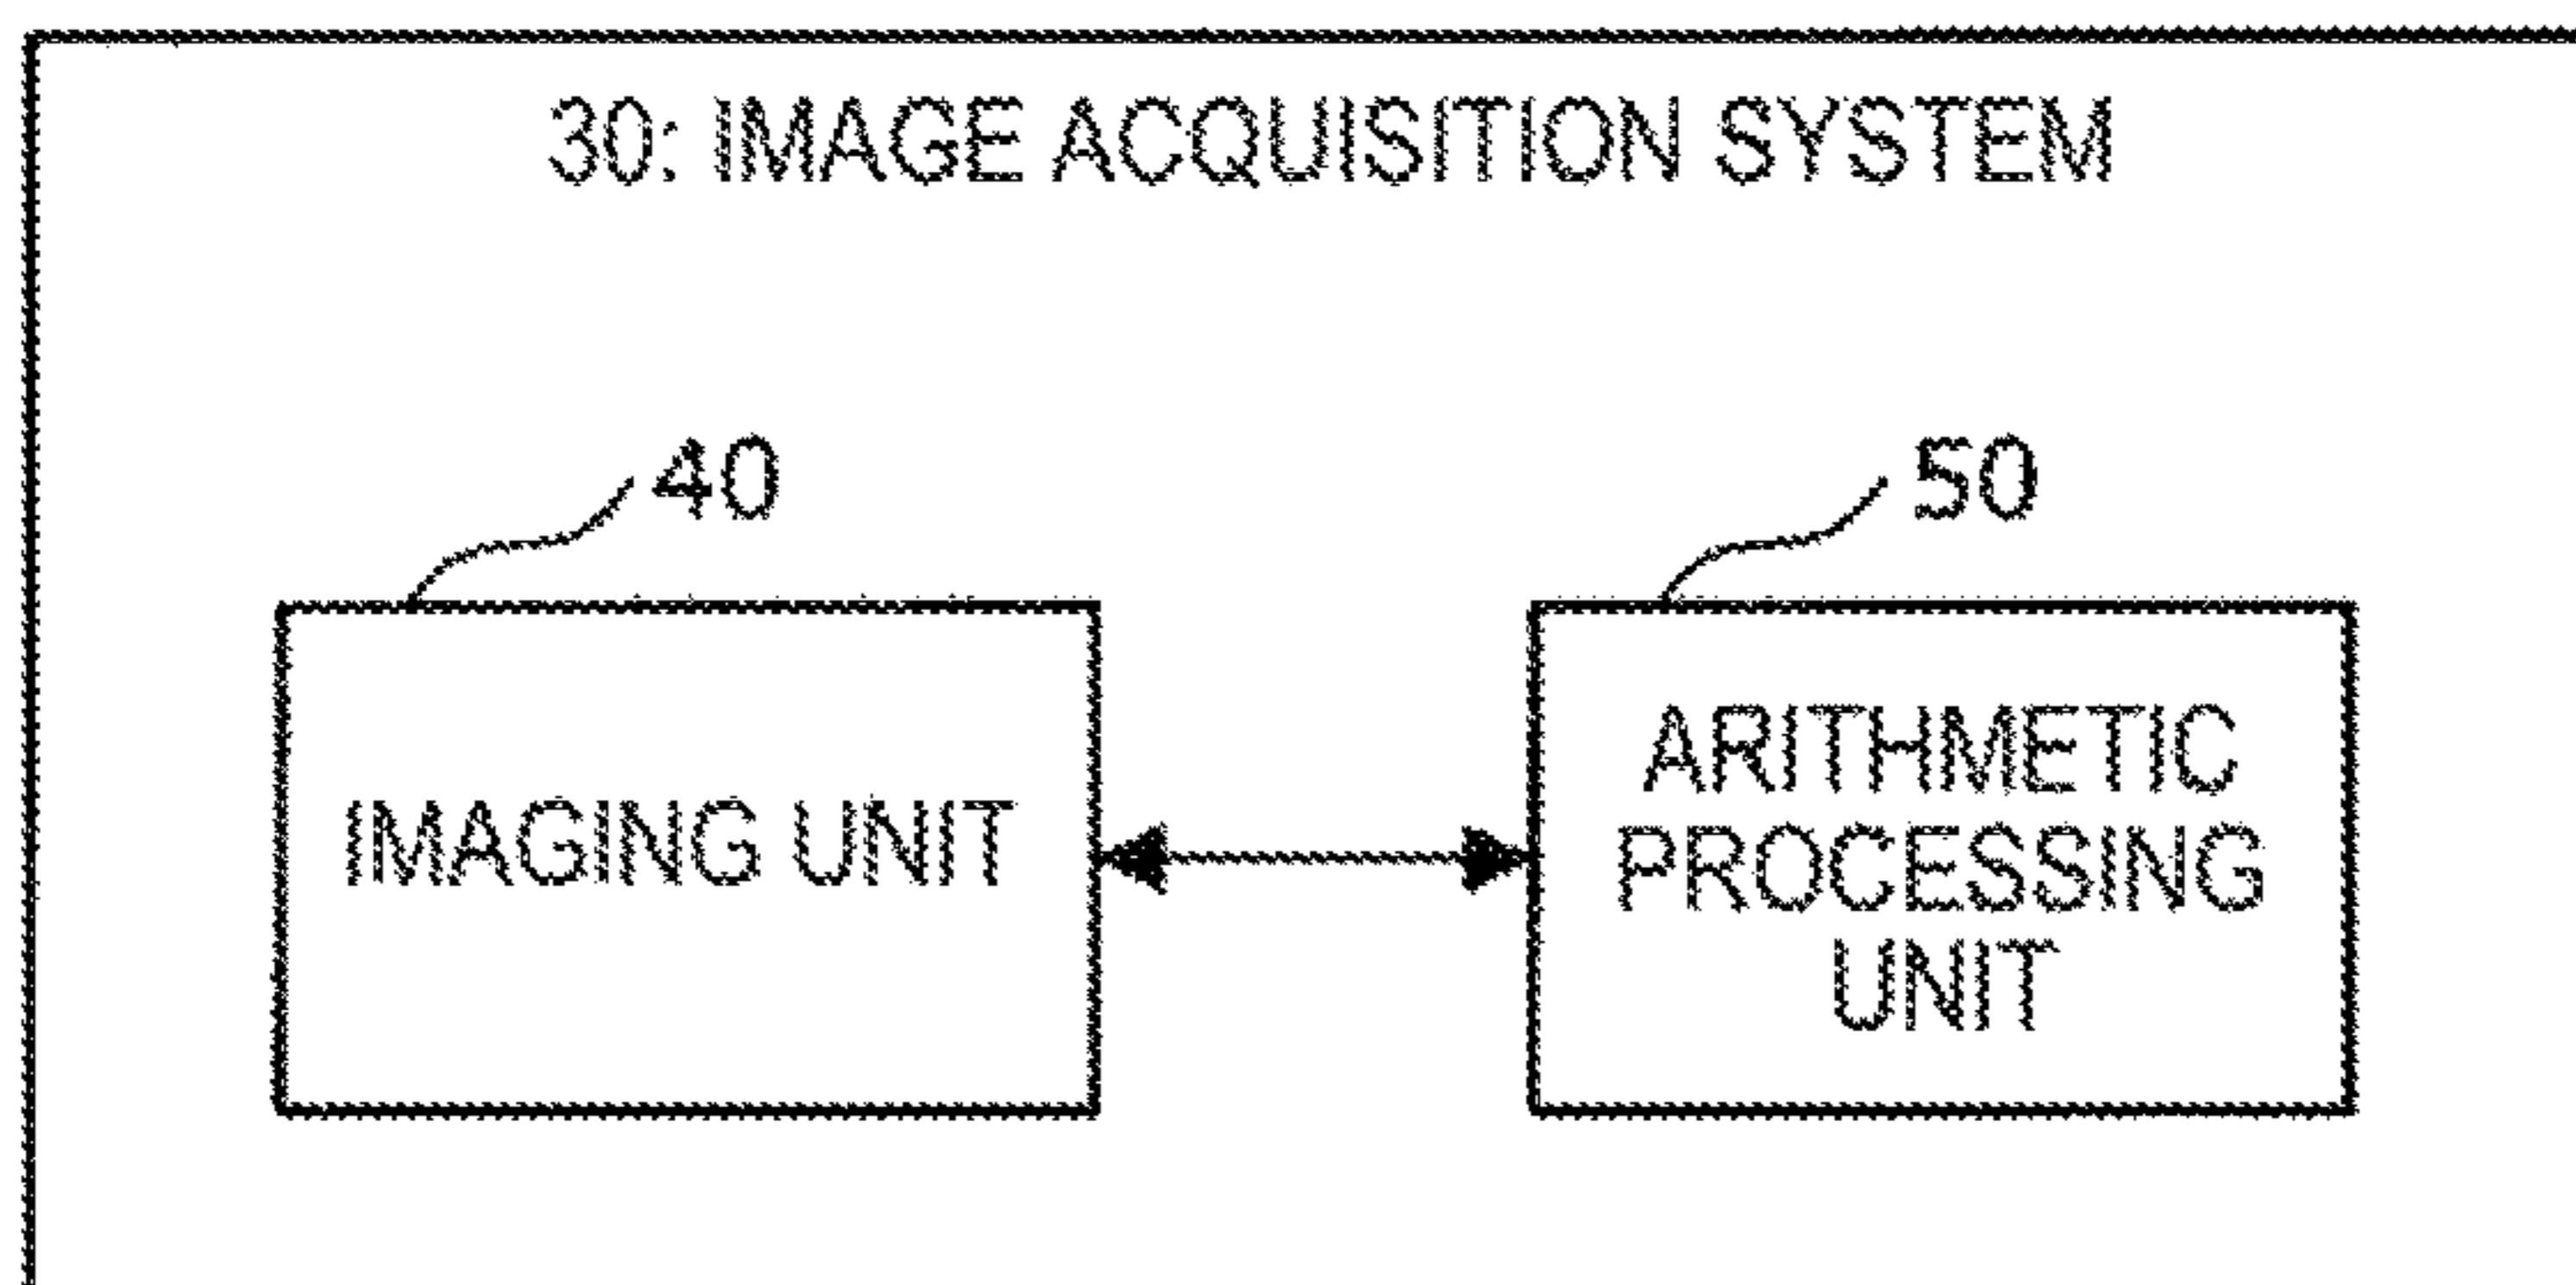 30: IMAGE ACQUISITION SYSTEM
40
50
IMAGING UNIT
ARITHMETIC
PROCESSING
UNIT